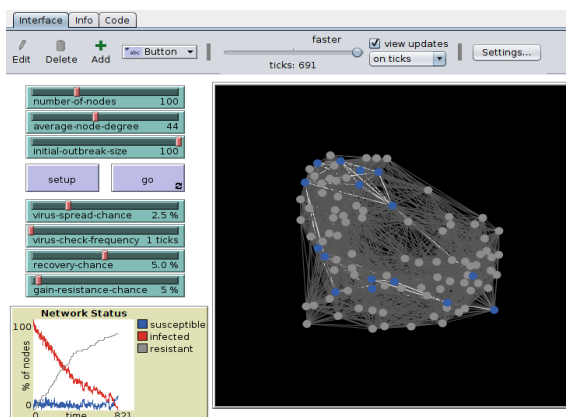 Interface Info Code
faster
Edit Delete Add abc Button view updates
ticks: 691 on ticks Settings...
number-of-nodes 100
average-node-degree 44
initial-outbreak-size 100
setup go
virus-spread-chance 2.5 %
virus-check-frequency 1 ticks
recovery-chance 5.0 %
gain-resistance-chance 5 %
Network Status
100
% of nodes
0
0 time 821
susceptible
infected
resistant